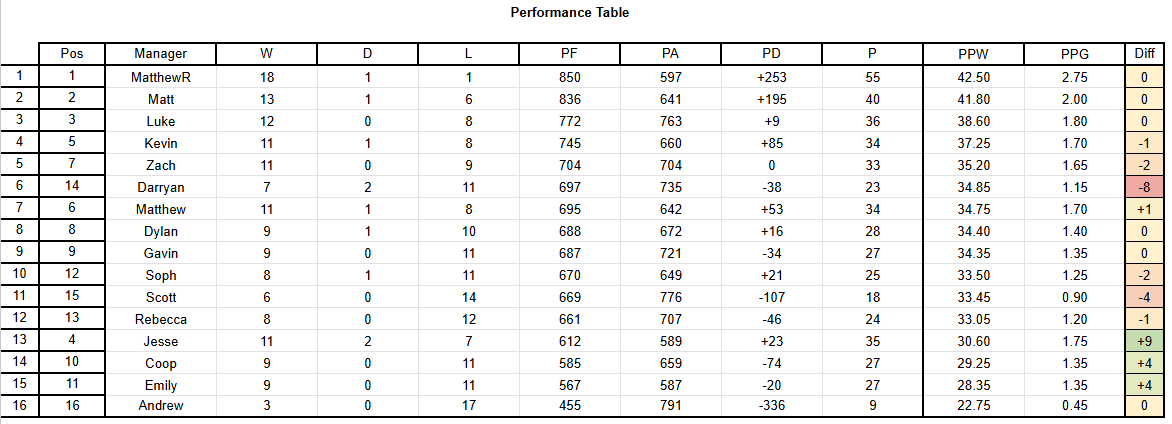 Performance Table
Pos Manager W D L PF PA PD P PPW PPG Diff
1 1 MatthewR 18 1 1 850 597 +253 55 42.50 2.75 0
2 2 Matt 13 1 6 836 641 +195 40 41.80 2.00 0
3 3 Luke 12 0 8 772 763 +9 36 38.60 1.80 0
4 5 Kevin 11 1 8 745 660 +85 34 37.25 1.70 -1
5 7 Zach 11 0 9 704 704 0 33 35.20 1.65 -2
6 14 Darryan 7 2 11 697 735 -38 23 34.85 1.15 -8
7 6 Matthew 11 1 8 695 642 +53 34 34.75 1.70 +1
8 8 Dylan 9 1 10 688 672 +16 28 34.40 1.40 0
9 9 Gavin 9 0 11 687 721 -34 27 34.35 1.35 0
10 12 Soph 8 1 11 670 649 +21 25 33.50 1.25 -2
11 15 Scott 6 0 14 669 776 -107 18 33.45 0.90 -4
12 13 Rebecca 8 0 12 661 707 -46 24 33.05 1.20 -1
13 4 Jesse 11 2 7 612 589 +23 35 30.60 1.75 +9
14 10 Coop 9 0 11 585 659 -74 27 29.25 1.35 +4
15 11 Emily 9 0 11 567 587 -20 27 28.35 1.35 +4
16 16 Andrew 3 0 17 455 791 -336 9 22.75 0.45 0